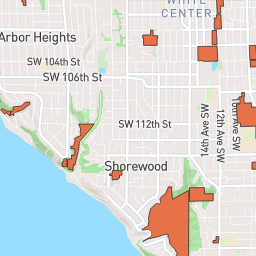 WHITE
CENTER
Arbor Heights
SW 104th St
SW 106th St
SW 112th St
14th Ave SW
12th Ave SW
10th Ave SW
Shorewood